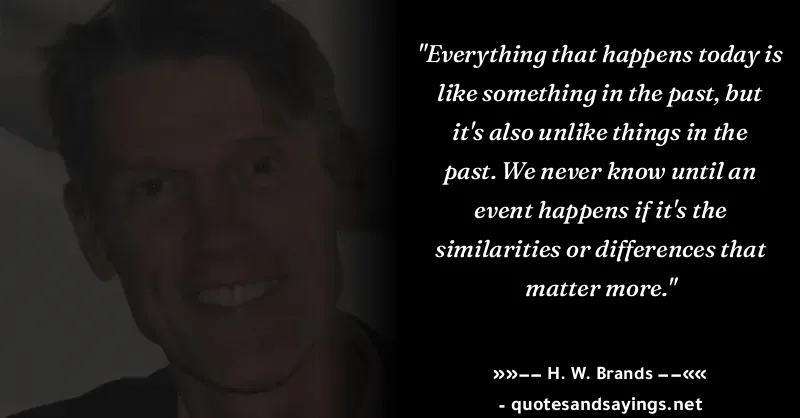 "Everything that happens today is
like something in the past, but
it's also unlike things in the
past. We never know until an
event happens if it's the
similarities or differences that
matter more."
»»–– H. W. Brands ––««
- quotesandsayings.net